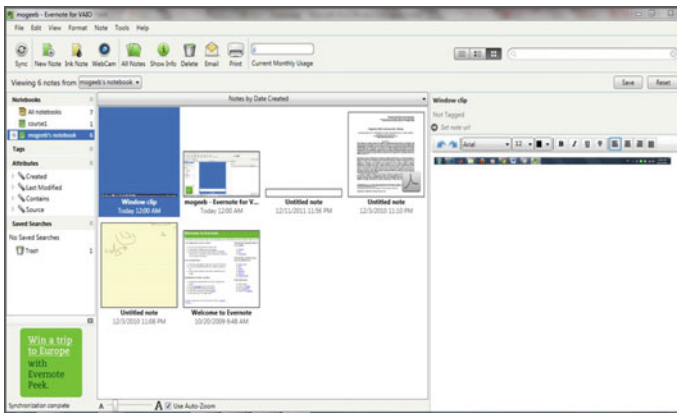 mogeeb - Evernote for VAIO
File Edit View Format Note Tools Help
Sync New Note Ink Note WebCam All Notes Show Info Delete Email Print Current Monthly Usage
Viewing 6 notes from mogeeb's notebook
Save Reset
Notebooks
All notebooks 7
course1 1
mogeeb's notebook 6
Tags
Attributes
Created
Last Modified
Contains
Source
Saved Searches
No Saved Searches
Trash 1
Win a trip
to Europe
with
Evernote
Peek.
Synchronization complete
Notes by Date Created
Window clip
Today 12:00 AM
mogeeb - Evernote for V...
Today 12:00 AM
Untitled note
12/11/2011 11:56 PM
Untitled note
12/3/2010 11:10 PM
Untitled note
12/3/2010 11:08 PM
Welcome to Evernote
10/20/2009 6:48 AM
A A Use Auto-Zoom
Window clip
Not Tagged
Set note url
Arial 12 B I U T